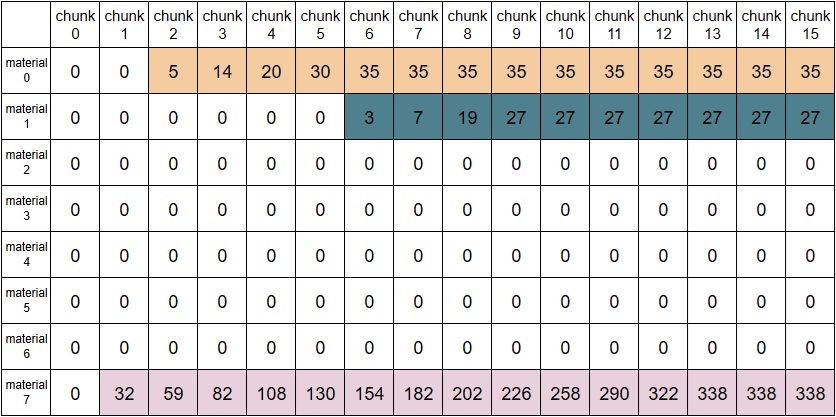 chunk 0 chunk 1 chunk 2 chunk 3 chunk 4 chunk 5 chunk 6 chunk 7 chunk 8 chunk 9 chunk 10 chunk 11 chunk 12 chunk 13 chunk 14 chunk 15
material 0 0 0 5 14 20 30 35 35 35 35 35 35 35 35 35 35
material 1 0 0 0 0 0 0 3 7 19 27 27 27 27 27 27 27
material 2 0 0 0 0 0 0 0 0 0 0 0 0 0 0 0 0
material 3 0 0 0 0 0 0 0 0 0 0 0 0 0 0 0 0
material 4 0 0 0 0 0 0 0 0 0 0 0 0 0 0 0 0
material 5 0 0 0 0 0 0 0 0 0 0 0 0 0 0 0 0
material 6 0 0 0 0 0 0 0 0 0 0 0 0 0 0 0 0
material 7 0 32 59 82 108 130 154 182 202 226 258 290 322 338 338 338